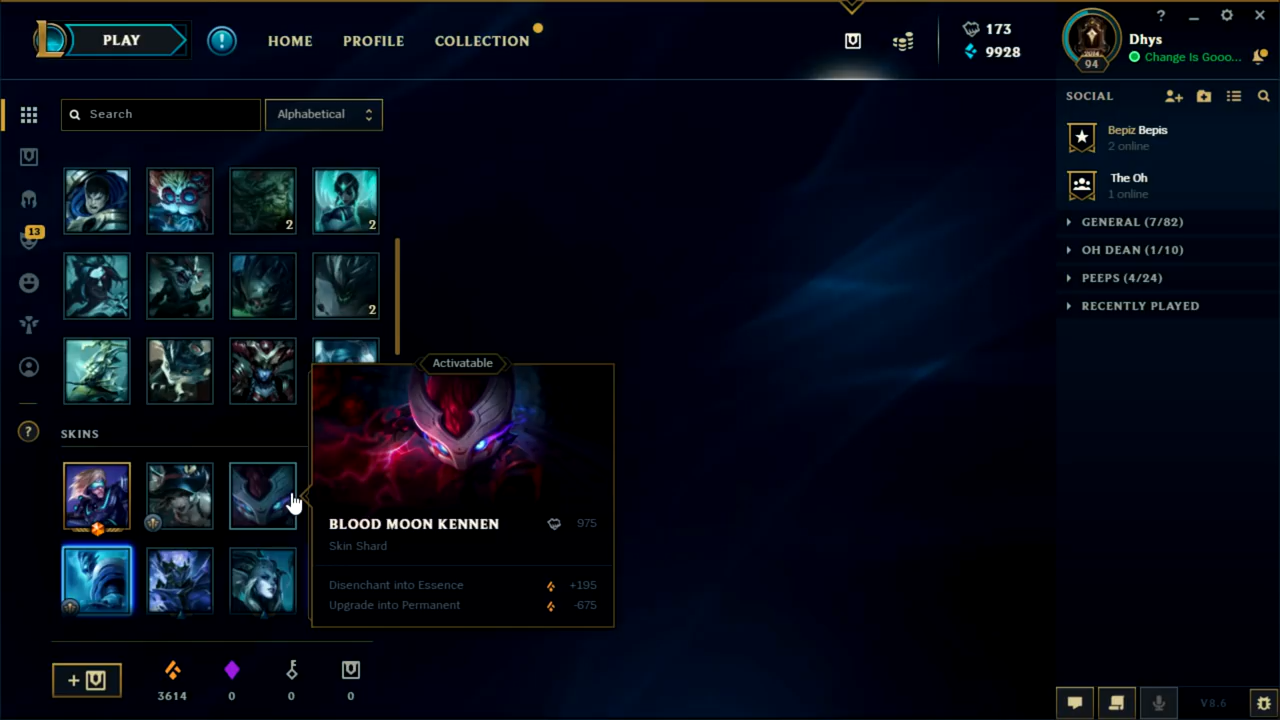 PLAY
HOME
PROFILE
COLLECTION
173
9928
94
Dhys
Change Is Gooo...
Search
Alphabetical
SOCIAL
Bepiz Bepis
2 online
The Oh
1 online
GENERAL (7/82)
OH DEAN (1/10)
PEEPS (4/24)
RECENTLY PLAYED
2
2
13
2
SKINS
Activatable
BLOOD MOON KENNEN
975
Skin Shard
Disenchant into Essence
+195
Upgrade into Permanent
-675
3614
0
0
0
V8.6